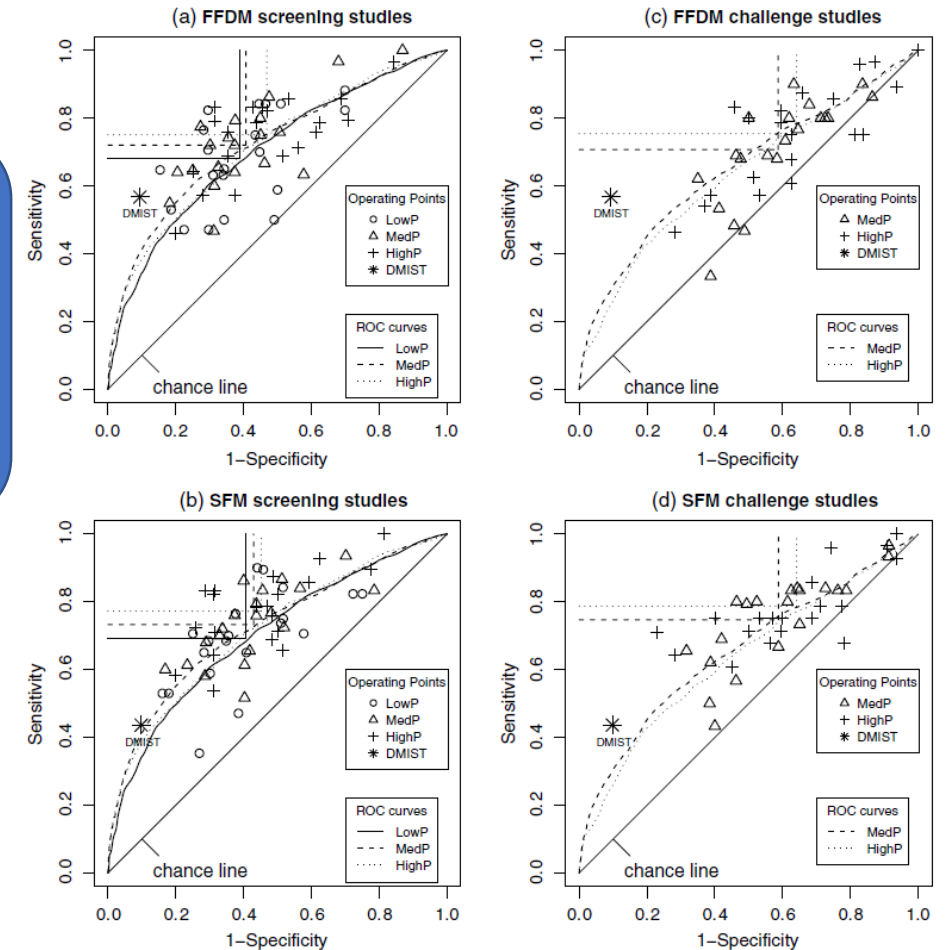 (a) FFDM screening studies
Sensitivity
1.0
0.8
0.6
0.4
0.2
0.0
DMIST
Operating Points
LowP
MedP
HighP
DMIST
ROC curves
LowP
MedP
HighP
chance line
0.0 0.2 0.4 0.6 0.8 1.0
1−Specificity
(c) FFDM challenge studies
Sensitivity
1.0
0.8
0.6
0.4
0.2
0.0
DMIST
Operating Points
MedP
HighP
DMIST
ROC curves
MedP
HighP
chance line
0.0 0.2 0.4 0.6 0.8 1.0
1−Specificity
(b) SFM screening studies
Sensitivity
1.0
0.8
0.6
0.4
0.2
0.0
DMIST
Operating Points
LowP
MedP
HighP
DMIST
ROC curves
LowP
MedP
HighP
chance line
0.0 0.2 0.4 0.6 0.8 1.0
1−Specificity
(d) SFM challenge studies
Sensitivity
1.0
0.8
0.6
0.4
0.2
0.0
DMIST
Operating Points
MedP
HighP
DMIST
ROC curves
MedP
HighP
chance line
0.0 0.2 0.4 0.6 0.8 1.0
1−Specificity